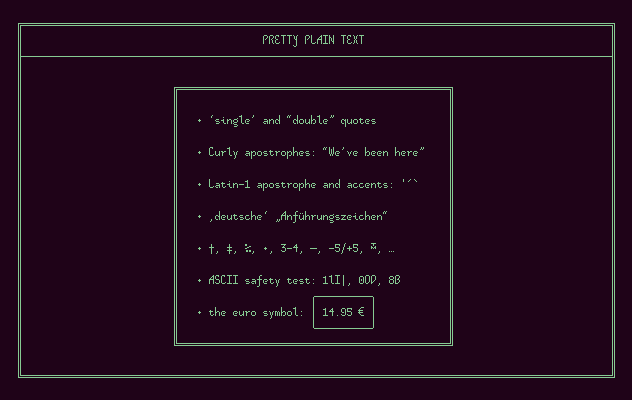 PRETTY PLAIN TEXT
• ‘single’ and “double” quotes
• Curly apostrophes: “We’ve been here”
• Latin-1 apostrophe and accents: '´`
• ‚deutsche‘ „Anführungszeichen“
• †, ‡, ‰, •, 3–4, —, −5/+5, ™, …
• ASCII safety test: 1lI|, 0OD, 8B
• the euro symbol: 14.95 €